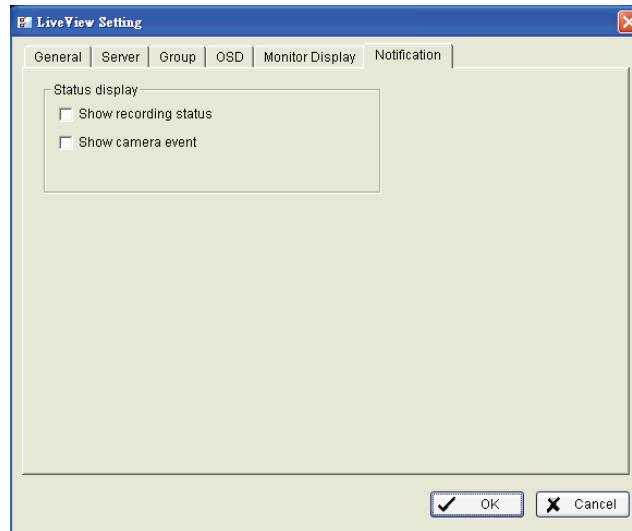 LiveView Setting
General Server Group OSD Monitor Display Notification
Status display
Show recording status
Show camera event
OK Cancel